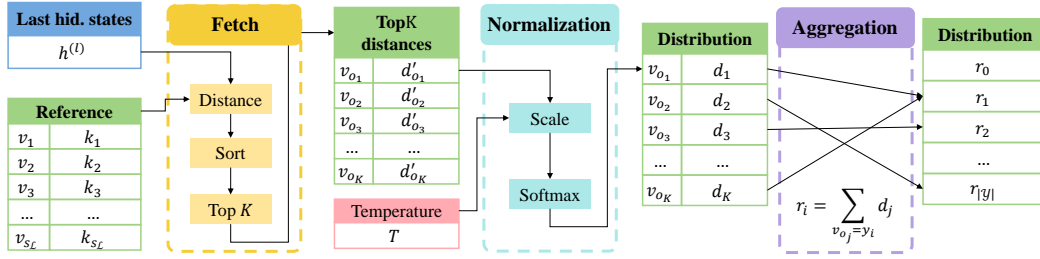 Last hid. states
h^{(l)}
Reference
v_1 k_1
v_2 k_2
v_3 k_3
... ...
v_{s_ℒ} k_{s_ℒ}
Fetch
Distance
Sort
Top K
TopK
distances
v_{o_1} d'_{o_1}
v_{o_2} d'_{o_2}
v_{o_3} d'_{o_3}
... ...
v_{o_K} d'_{o_K}
Temperature
T
Normalization
Scale
Softmax
Distribution
v_{o_1} d_1
v_{o_2} d_2
v_{o_3} d_3
... ...
v_{o_K} d_K
Aggregation
r_i = ∑_{v_{o_j}=y_i} d_j
Distribution
r_0
r_1
r_2
...
r_{|y|}